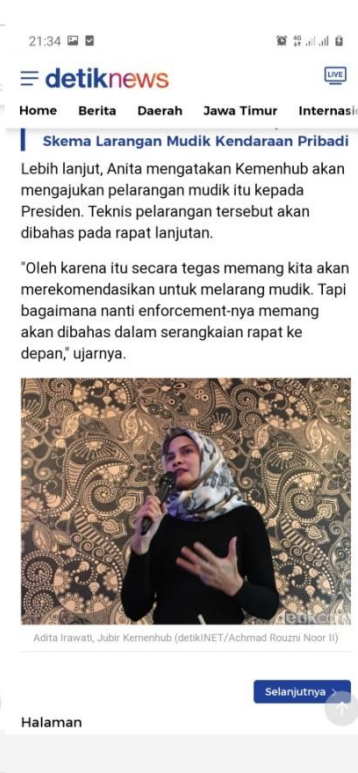 21:34
detiknews
LIVE
Home Berita Daerah Jawa Timur Internasi
Skema Larangan Mudik Kendaraan Pribadi
Lebih lanjut, Anita mengatakan Kemenhub akan
mengajukan pelarangan mudik itu kepada
Presiden. Teknis pelarangan tersebut akan
dibahas pada rapat lanjutan.
"Oleh karena itu secara tegas memang kita akan
merekomendasikan untuk melarang mudik. Tapi
bagaimana nanti enforcement-nya memang
akan dibahas dalam serangkaian rapat ke
depan," ujarnya.
detikcom
Adita Irawati, Jubir Kemenhub (detikINET/Achmad Rouzni Noor II)
Selanjutnya
Halaman